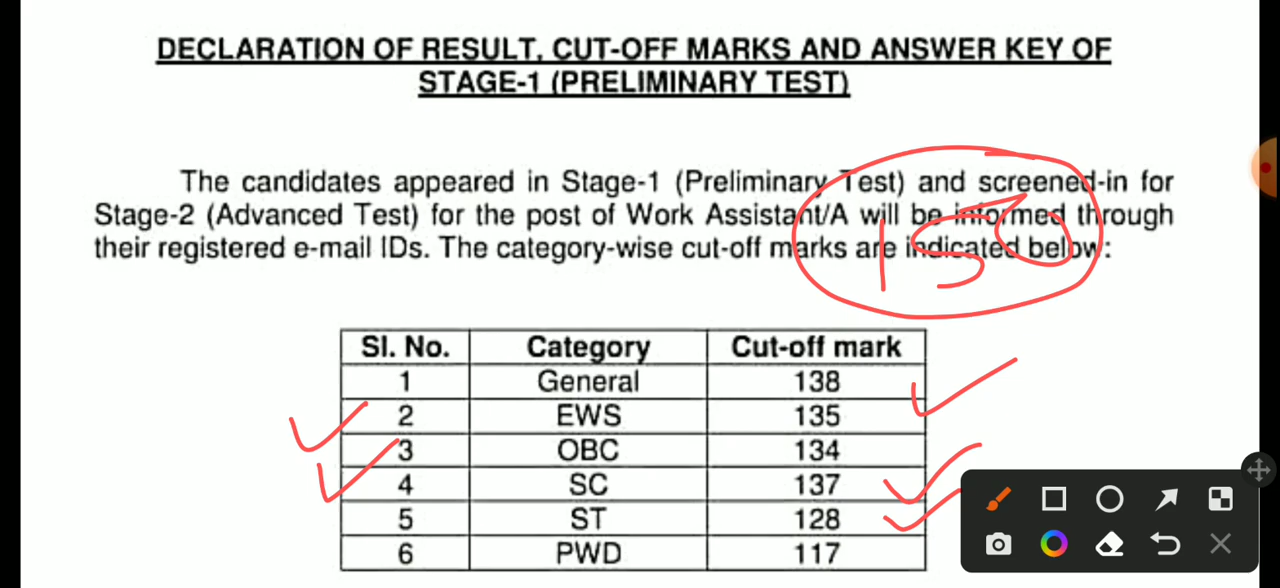 DECLARATION OF RESULT, CUT-OFF MARKS AND ANSWER KEY OF
STAGE-1 (PRELIMINARY TEST)
The candidates appeared in Stage-1 (Preliminary Test) and screened-in for
Stage-2 (Advanced Test) for the post of Work Assistant/A will be informed through
their registered e-mail IDs. The category-wise cut-off marks are indicated below:
150
Sl. No. Category Cut-off mark
1 General 138
2 EWS 135
3 OBC 134
4 SC 137
5 ST 128
6 PWD 117